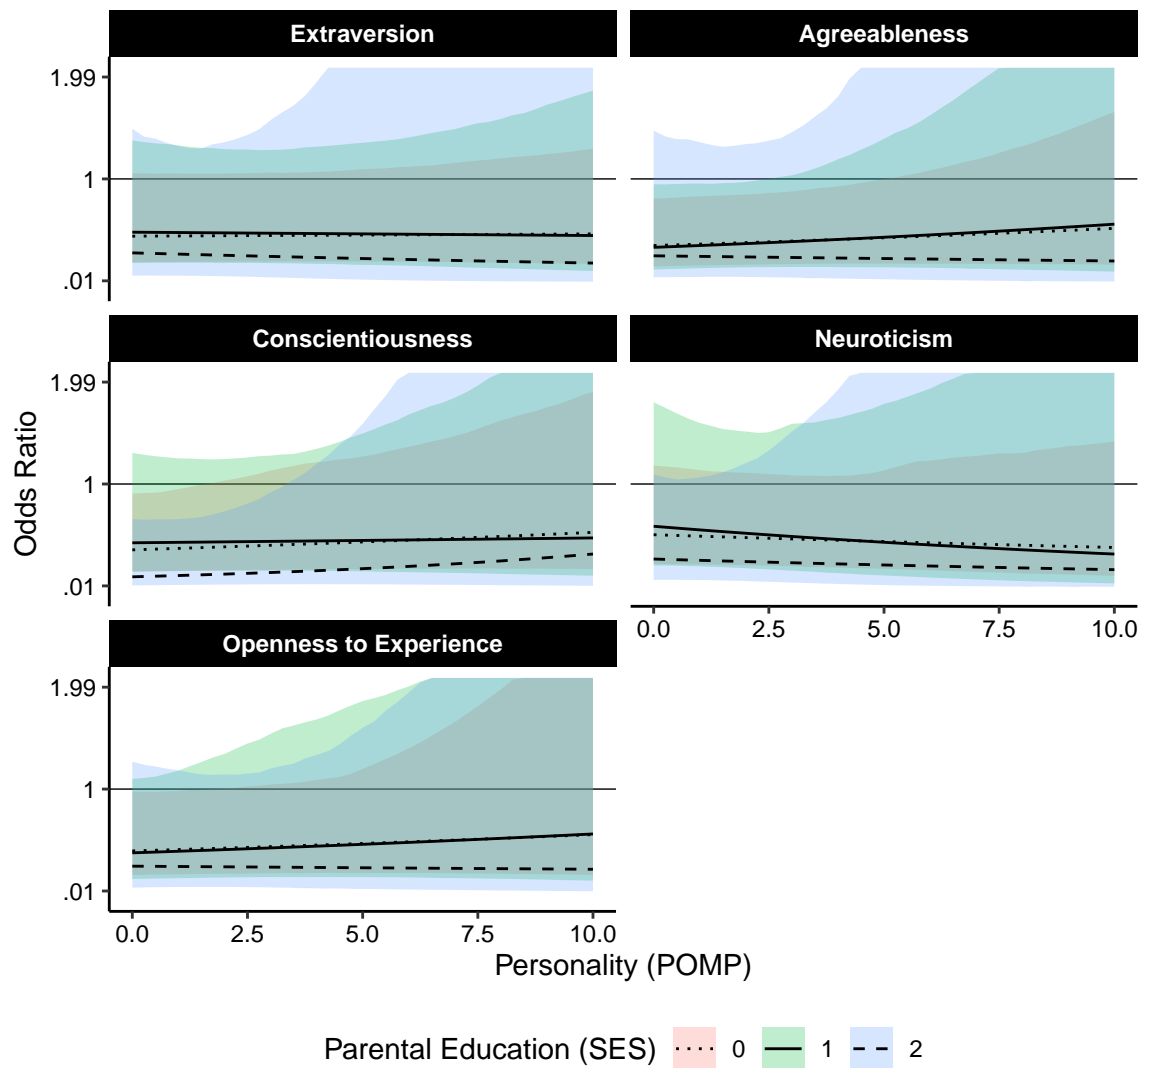 Extraversion
Agreeableness
1.99
1
.01
Conscientiousness
Neuroticism
1.99
1
.01
0.0 2.5 5.0 7.5 10.0
Openness to Experience
1.99
1
.01
0.0 2.5 5.0 7.5 10.0
Odds Ratio
Personality (POMP)
Parental Education (SES) 0 1 2